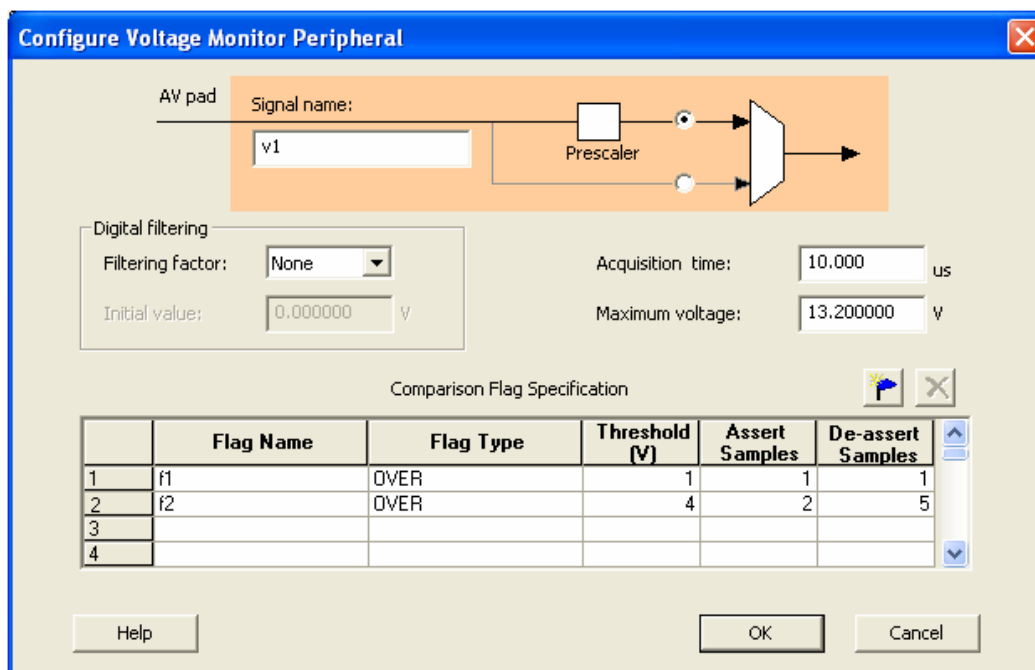 Configure Voltage Monitor Peripheral
AV pad
Signal name:
v1
Prescaler
Digital filtering
Filtering factor: None
Initial value: 0.000000 V
Acquisition time: 10.000 us
Maximum voltage: 13.200000 V
Comparison Flag Specification
Flag Name Flag Type Threshold (V) Assert Samples De-assert Samples
1 f1 OVER 1 1 1
2 f2 OVER 4 2 5
3
4
Help OK Cancel